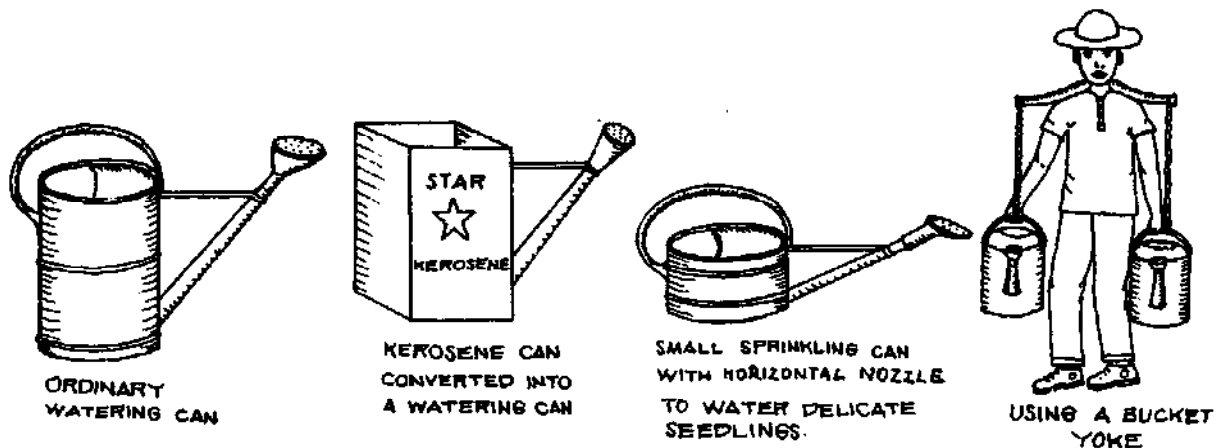 STAR
KEROSENE
ORDINARY
WATERING CAN
KEROSENE CAN
CONVERTED INTO
A WATERING CAN
SMALL SPRINKLING CAN
WITH HORIZONTAL NOZZLE
TO WATER DELICATE
SEEDLINGS.
USING A BUCKET
YOKE